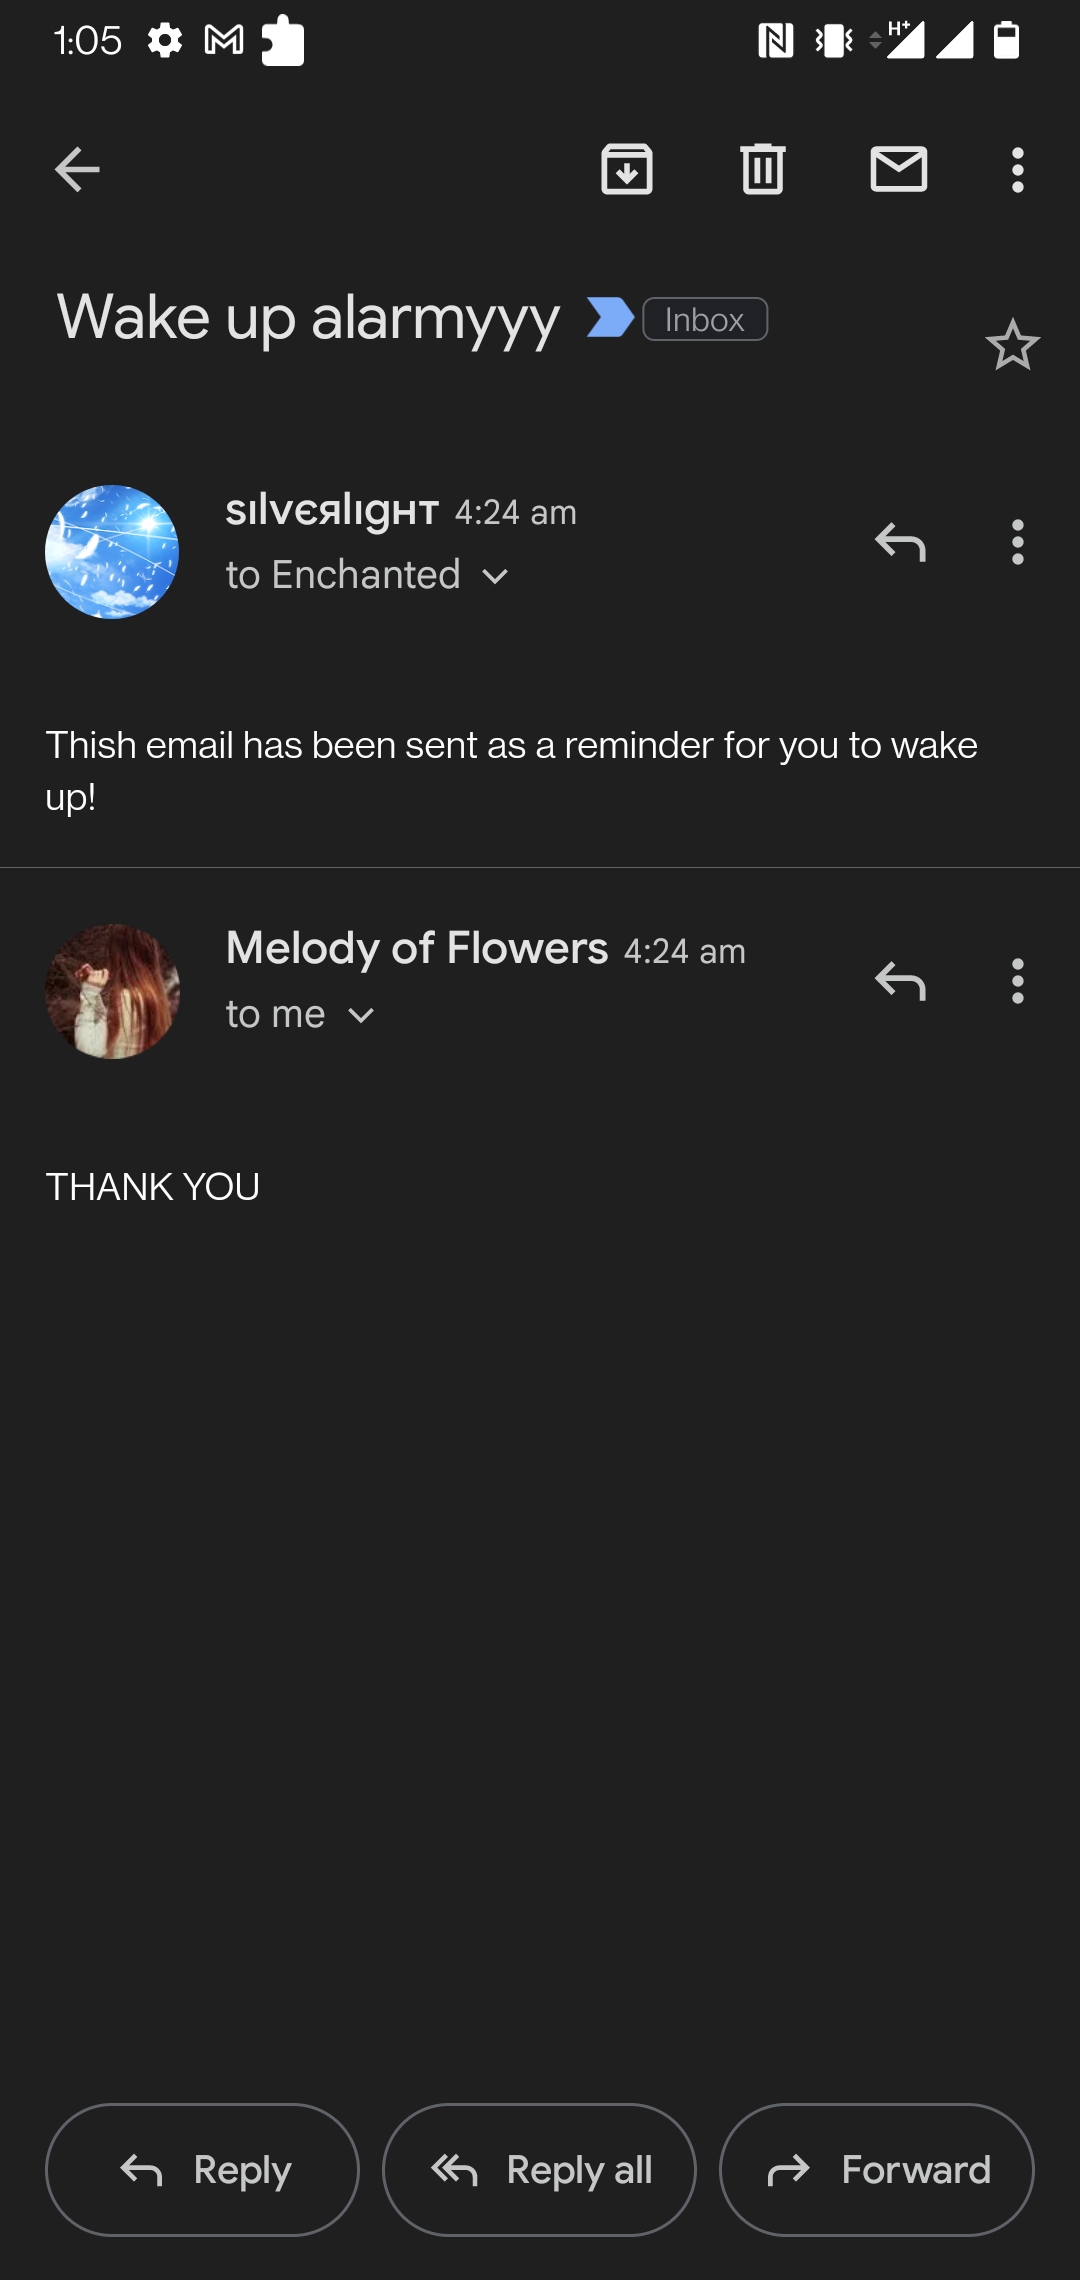 1:05
H+
Wake up alarmyyy Inbox
sılvєяlıgнт 4:24 am
to Enchanted
Thish email has been sent as a reminder for you to wake
up!
Melody of Flowers 4:24 am
to me
THANK YOU
Reply Reply all Forward